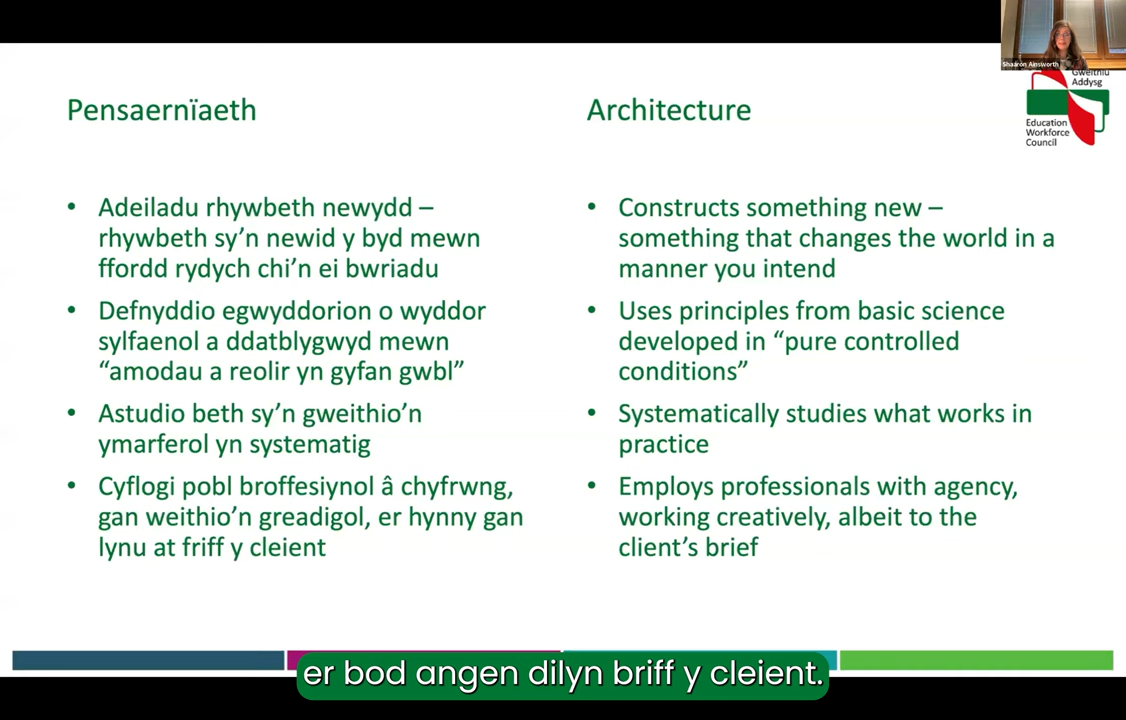 Shaaron Ainsworth
Gweithlu
Addysg
Education
Workforce
Council
Pensaernïaeth
Adeiladu rhywbeth newydd –
rhywbeth sy’n newid y byd mewn
ffordd rydych chi’n ei bwriadu
Defnyddio egwyddorion o wyddor
sylfaenol a ddatblygwyd mewn
“amodau a reolir yn gyfan gwbl”
Astudio beth sy’n gweithio’n
ymarferol yn systematig
Cyflogi pobl broffesiynol â chyfrwng,
gan weithio’n greadigol, er hynny gan
lynu at friff y cleient
Architecture
Constructs something new –
something that changes the world in a
manner you intend
Uses principles from basic science
developed in “pure controlled
conditions”
Systematically studies what works in
practice
Employs professionals with agency,
working creatively, albeit to the
client’s brief
er bod angen dilyn briff y cleient.